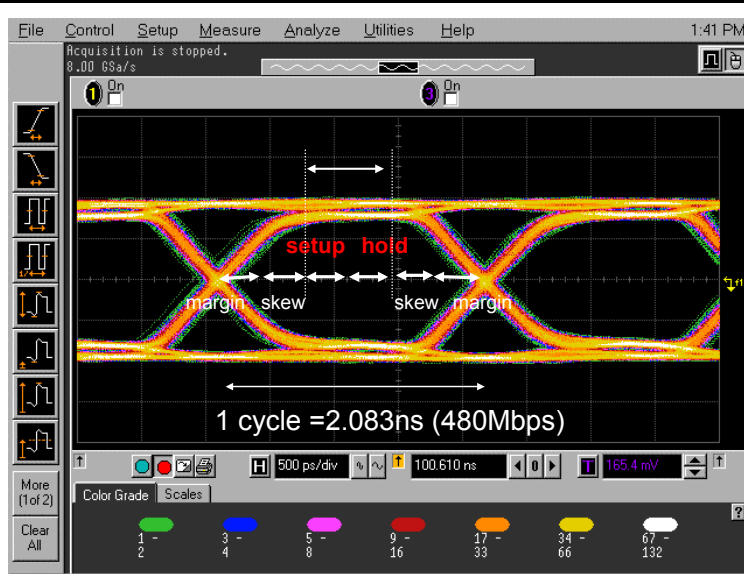 File Control Setup Measure Analyze Utilities Help 1:41 PM
Acquisition is stopped.
8.00 GSa/s
1 On 3 On
setup hold
margin skew skew margin
1 cycle =2.083ns (480Mbps)
H 500 ps/div 100.610 ns 0 T 165.4 mV
More
(1of 2)
Clear
All
Color Grade Scales
1 - 3 - 5 - 9 - 17 - 34 - 67 -
2 4 8 16 33 66 132
?